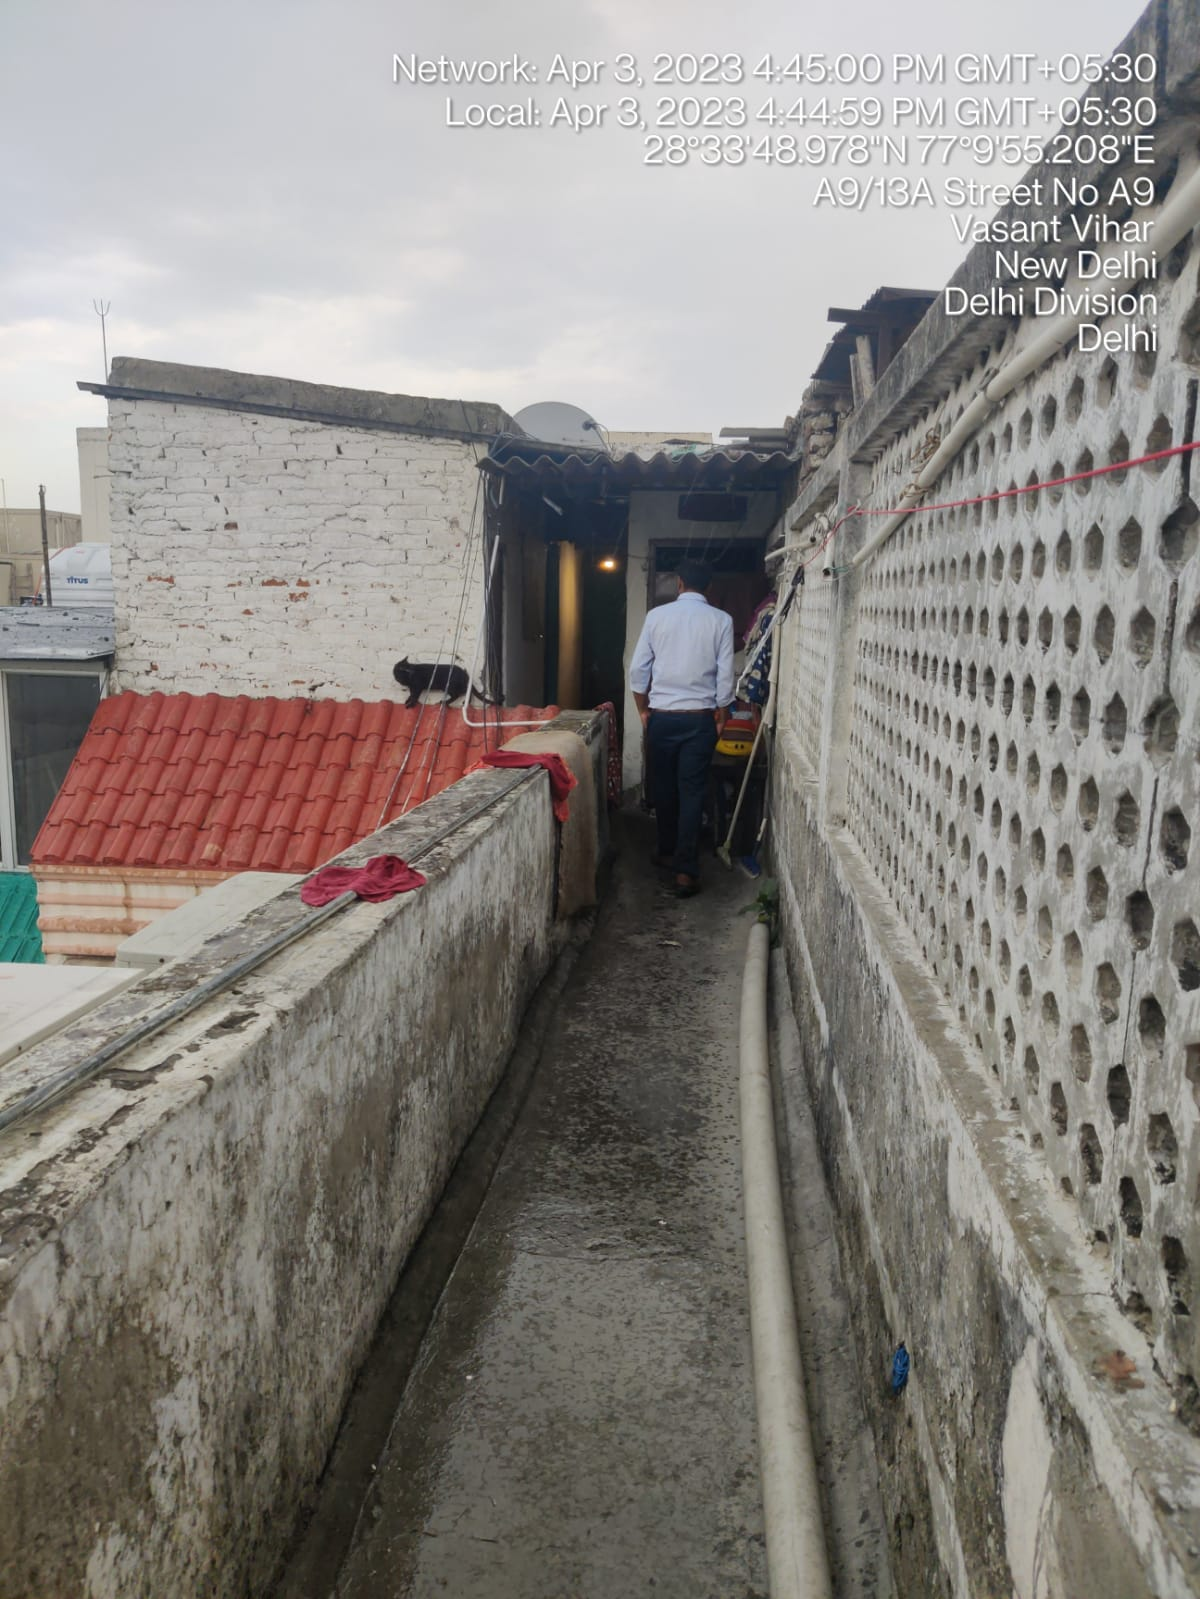 Network: Apr 3, 2023 4:45:00 PM GMT+05:30
Local: Apr 3, 2023 4:44:59 PM GMT+05:30
28°33'48.978"N 77°9'55.208"E
A9/13A Street No A9
Vasant Vihar
New Delhi
Delhi Division
Delhi
TITUS